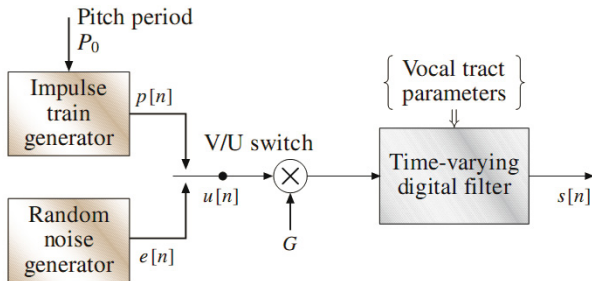 Pitch period
P₀
Impulse
train
generator
p[n]
V/U switch
u[n]
G
Random
noise
generator
e[n]
Vocal tract
parameters
Time-varying
digital filter
s[n]